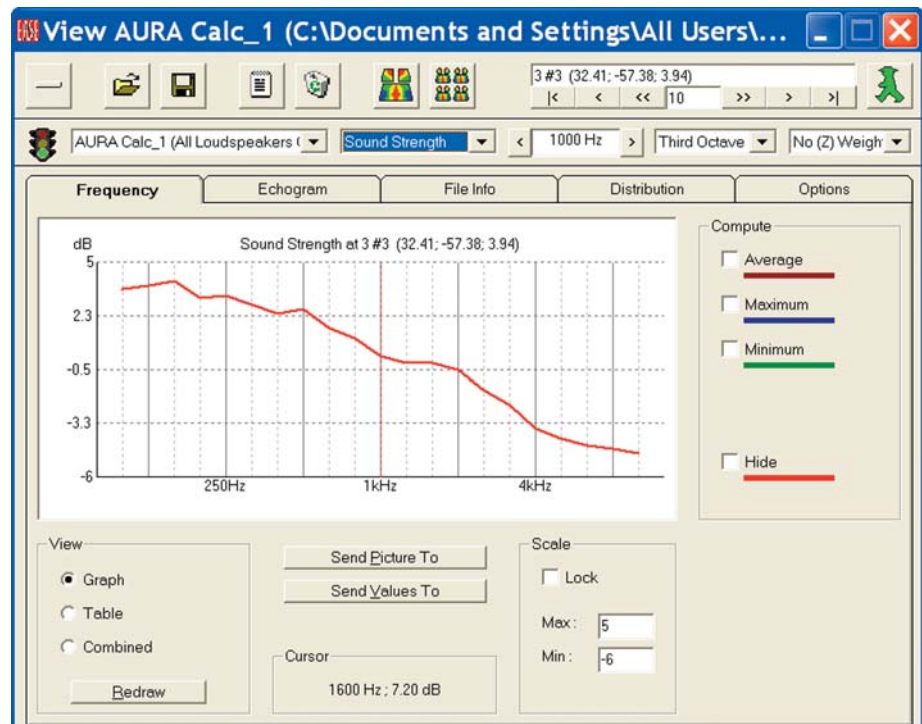 EASE View AURA Calc_1 (C:\Documents and Settings\All Users\...
3 #3 (32.41; -57.38; 3.94)
|< < << 10 >> > >|
AURA Calc_1 (All Loudspeakers ( Sound Strength < 1000 Hz > Third Octave No (Z) Weigh
Frequency Echogram File Info Distribution Options
dB Sound Strength at 3 #3 (32.41; -57.38; 3.94)
5
2.3
-0.5
-3.3
-6
250Hz 1kHz 4kHz
Compute
Average
Maximum
Minimum
Hide
View
Graph
Table
Combined
Redraw
Send Picture To
Send Values To
Cursor
1600 Hz ; 7.20 dB
Scale
Lock
Max : 5
Min : -6